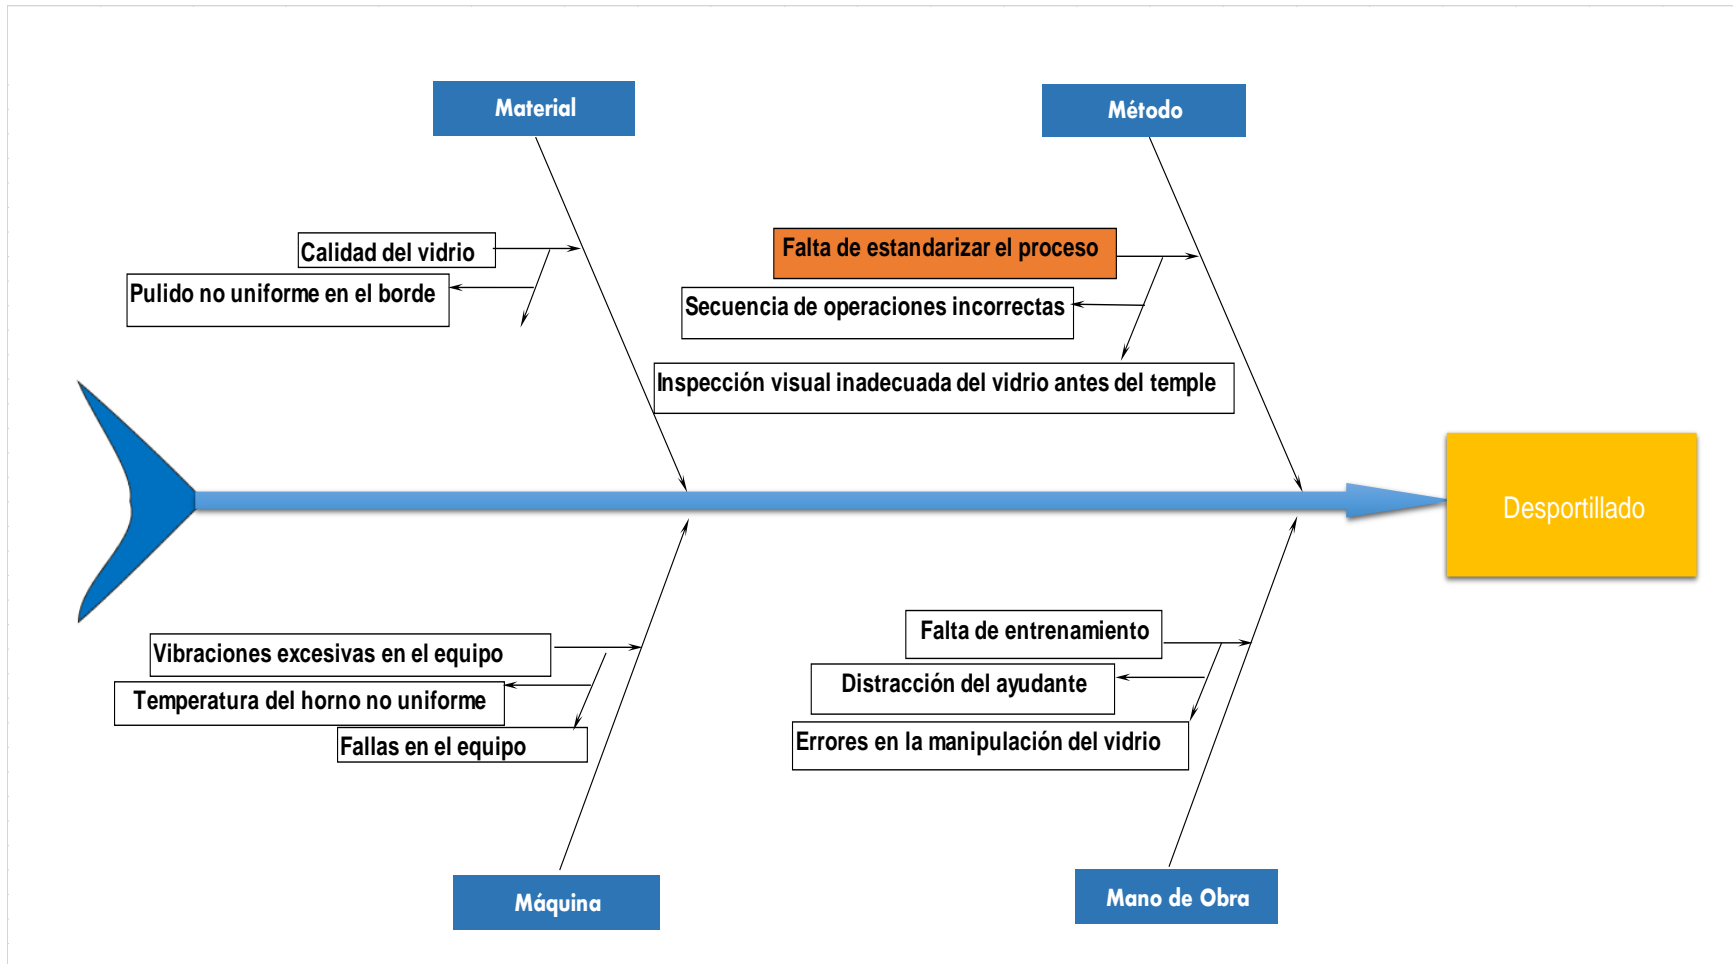 Material
Método
Calidad del vidrio
Pulido no uniforme en el borde
Falta de estandarizar el proceso
Secuencia de operaciones incorrectas
Inspección visual inadecuada del vidrio antes del temple
Desportillado
Vibraciones excesivas en el equipo
Temperatura del horno no uniforme
Fallas en el equipo
Falta de entrenamiento
Distracción del ayudante
Errores en la manipulación del vidrio
Máquina
Mano de Obra